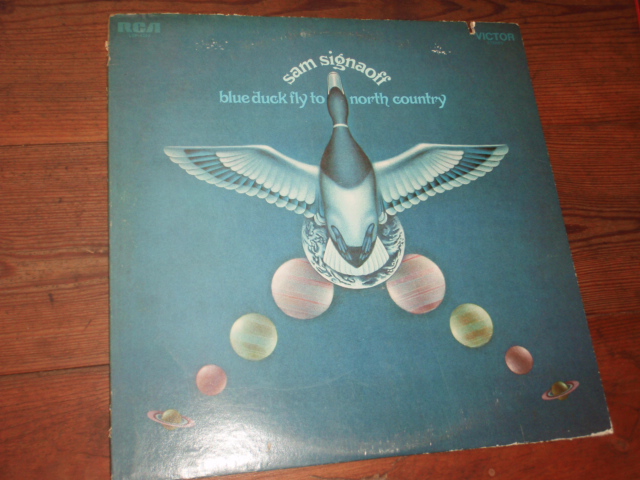 RCA VICTOR
sam signaoff
blue duck fly to north country